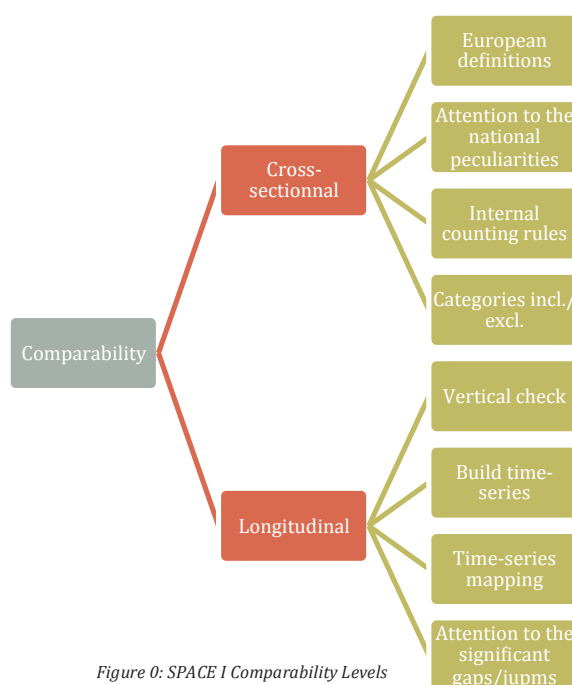 European
definitions
Attention to the
national
peculiarities
Cross-
sectionnal
Internal
counting rules
Categories incl./
excl.
Comparability
Vertical check
Build time-
series
Longitudinal
Time-series
mapping
Attention to the
significant
gaps/jupms
Figure 0: SPACE I Comparability Levels